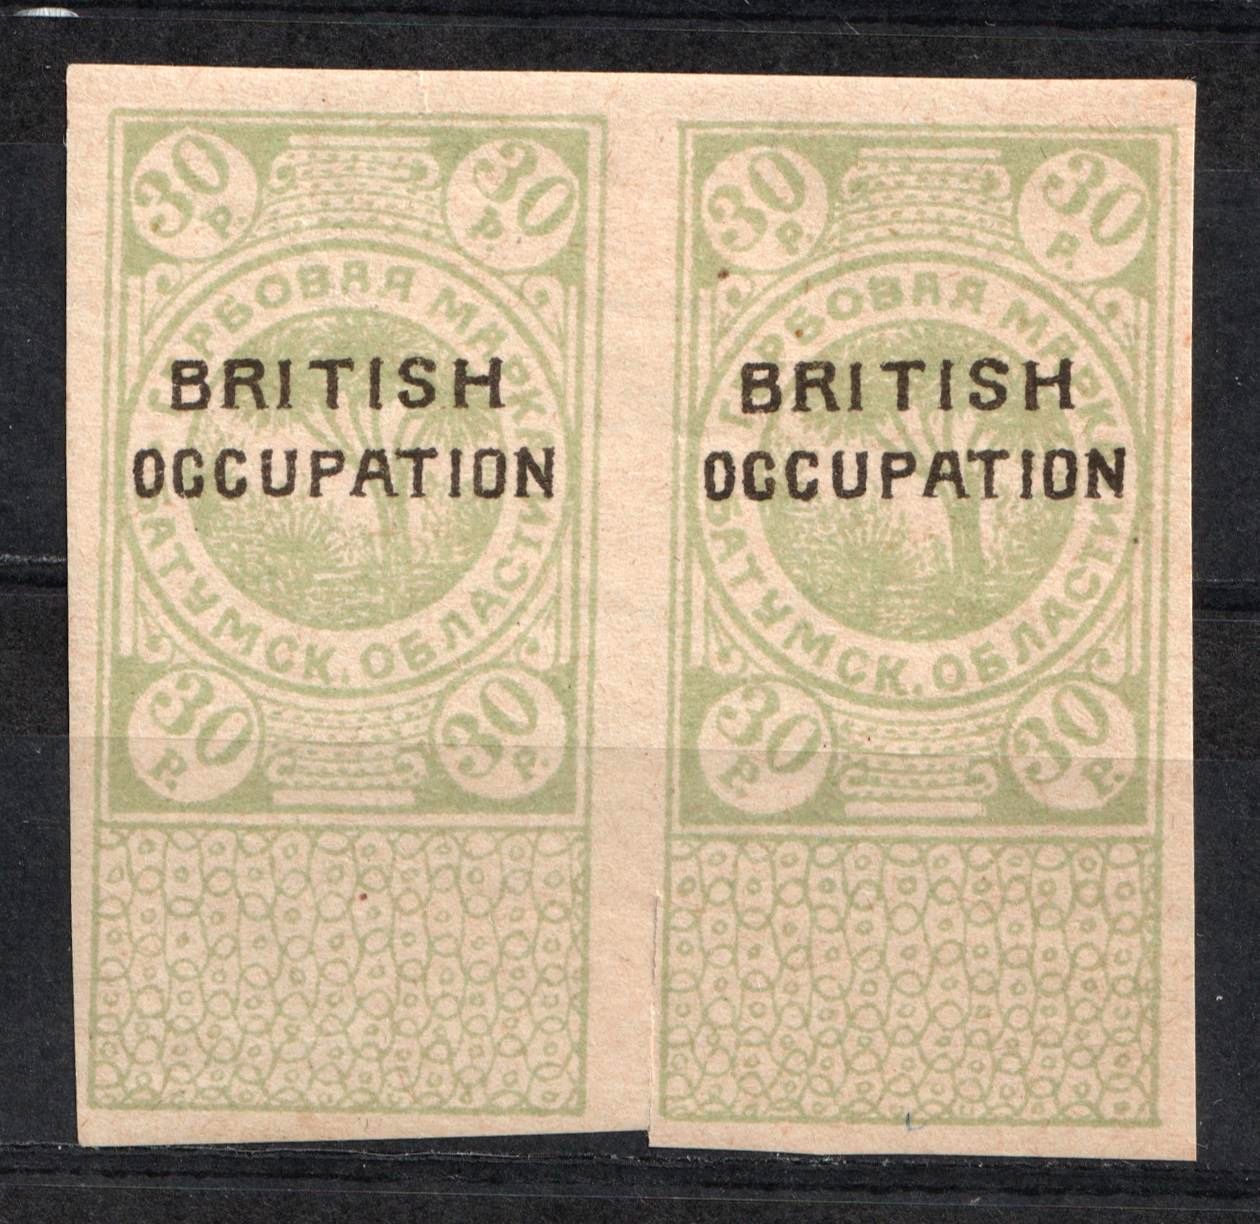 30 Р. 30 Р.
ГЕРБОВАЯ МАРКА
BRITISH
OCCUPATION
БАТУМСК. ОБЛАСТИ
30 Р. 30 Р.
30 Р. 30 Р.
ГЕРБОВАЯ МАРКА
BRITISH
OCCUPATION
БАТУМСК. ОБЛАСТИ
30 Р. 30 Р.